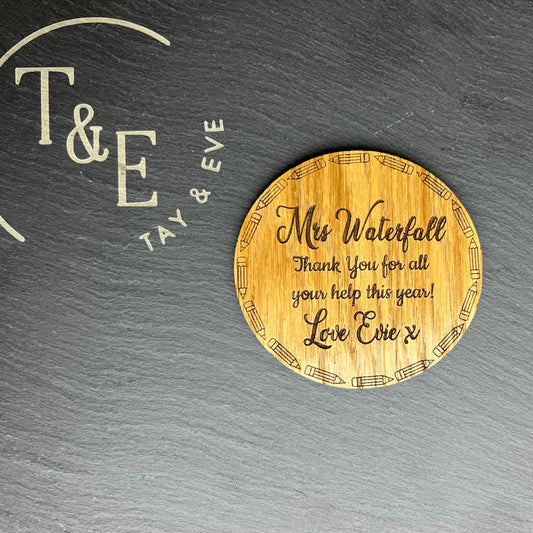 T&E
TAY & EVE
Mrs Waterfall
Thank You for all
your help this year!
Love Evie x